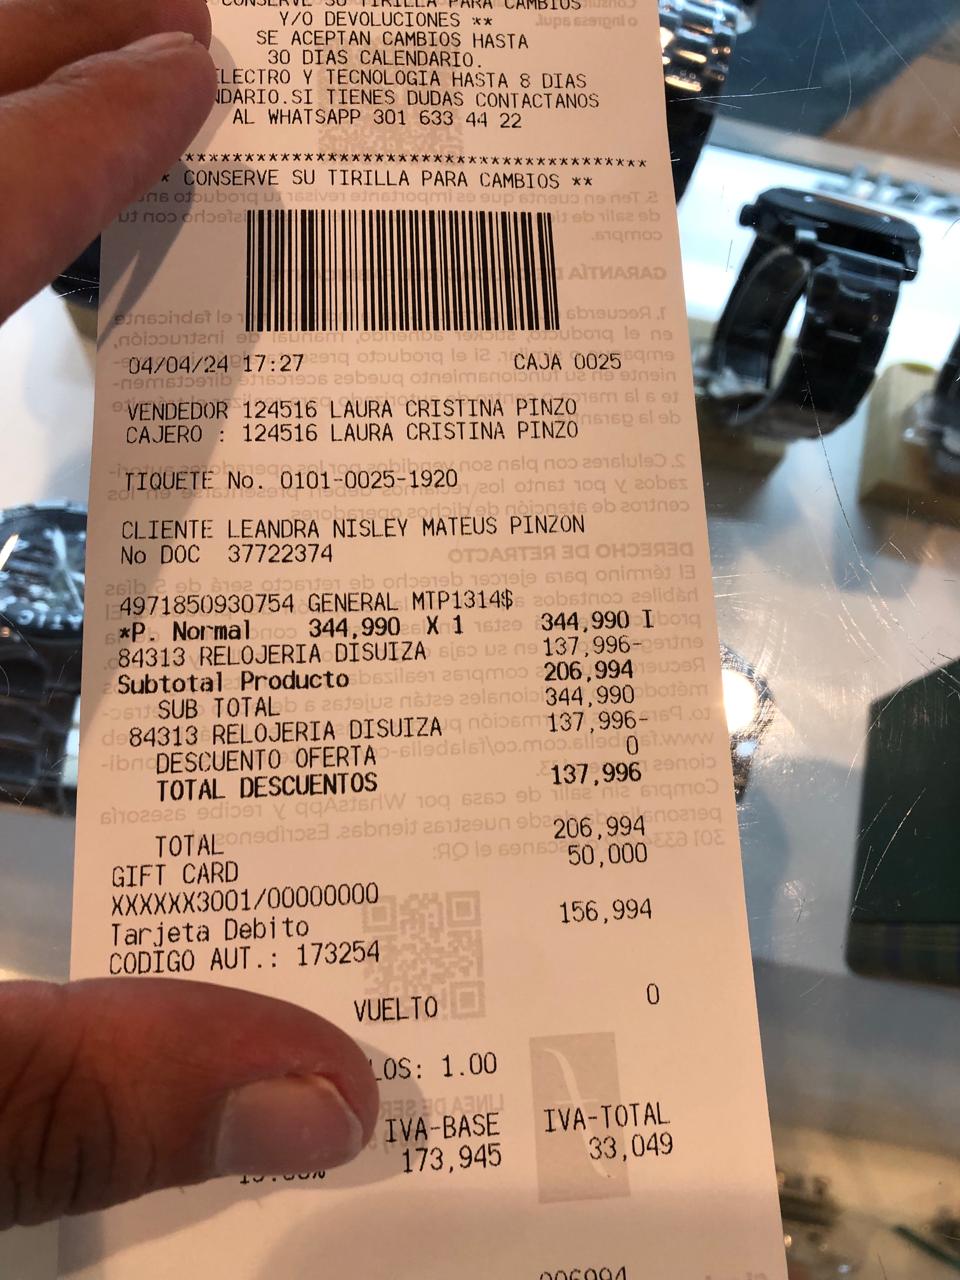 CONSERVE SU TIRILLA PARA CAMBIOS
Y/O DEVOLUCIONES **
SE ACEPTAN CAMBIOS HASTA
30 DIAS CALENDARIO.
ELECTRO Y TECNOLOGIA HASTA 8 DIAS
NDARIO.SI TIENES DUDAS CONTACTANOS
AL WHATSAPP 301 633 44 22
****************************************
* CONSERVE SU TIRILLA PARA CAMBIOS **
04/04/24 17:27 CAJA 0025
VENDEDOR 124516 LAURA CRISTINA PINZO
CAJERO : 124516 LAURA CRISTINA PINZO
TIQUETE No. 0101-0025-1920
CLIENTE LEANDRA NISLEY MATEUS PINZON
No DOC 37722374
4971850930754 GENERAL MTP1314$
*P. Normal 344,990 X 1 344,990 I
84313 RELOJERIA DISUIZA 137,996-
Subtotal Producto 206,994
SUB TOTAL 344,990
84313 RELOJERIA DISUIZA 137,996-
DESCUENTO OFERTA 0
TOTAL DESCUENTOS 137,996
TOTAL 206,994
GIFT CARD 50,000
XXXXXX3001/00000000
Tarjeta Debito 156,994
CODIGO AUT.: 173254
VUELTO 0
LOS: 1.00
IVA-BASE IVA-TOTAL
173,945 33,049